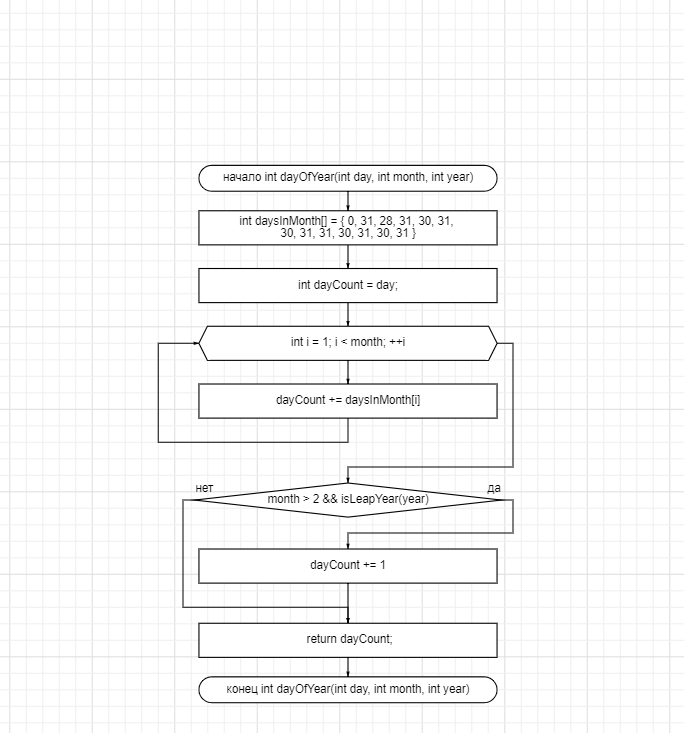 начало int dayOfYear(int day, int month, int year)
int daysInMonth[] = { 0, 31, 28, 31, 30, 31,
30, 31, 31, 30, 31, 30, 31 }
int dayCount = day;
int i = 1; i < month; ++i
dayCount += daysInMonth[i]
нет
да
month > 2 && isLeapYear(year)
dayCount += 1
return dayCount;
конец int dayOfYear(int day, int month, int year)